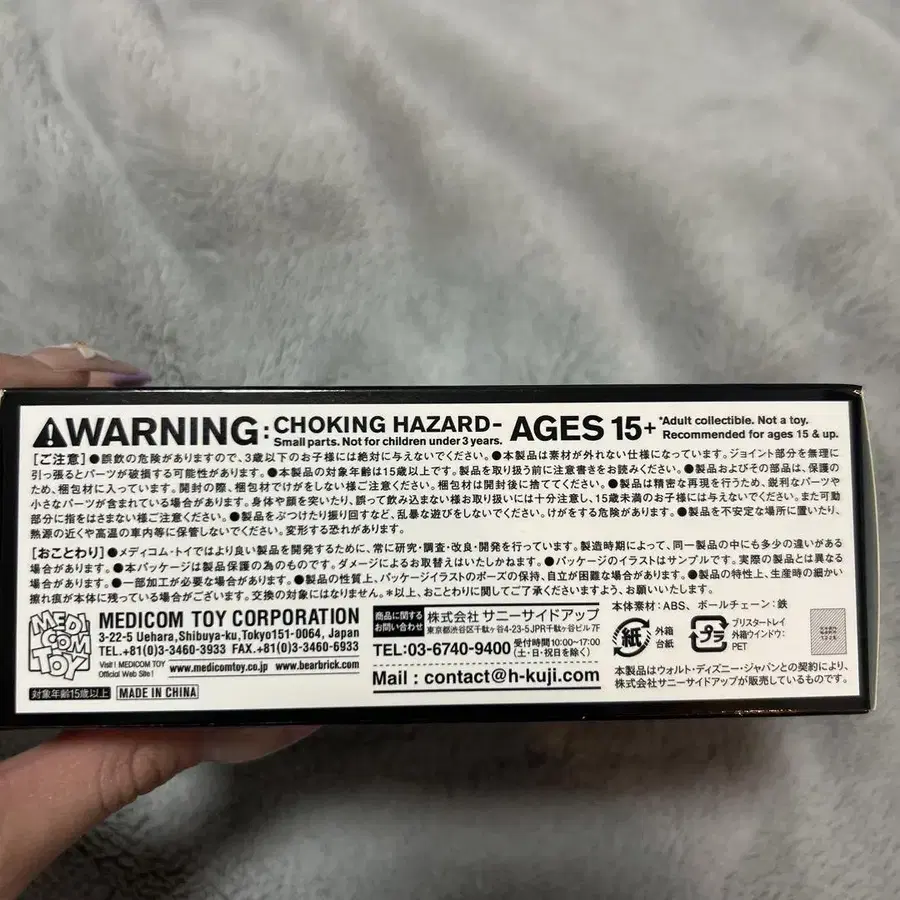 ⚠WARNING: CHOKING HAZARD- AGES 15+ *Adult collectible. Not a toy.
Small parts. Not for children under 3 years. Recommended for ages 15 & up.
[ご注意] ●誤飲の危険がありますので、3歳以下のお子様には絶対に与えないでください。●本製品は素材が外れない仕様になっています。ジョイント部分を無理に
引っ張るとパーツが破損する可能性があります。●本製品の対象年齢は15歳以上です。製品を取り扱う前に注意書きをお読みください。●製品およびその部品は、保護の
ため、梱包材に入っています。開封の際、梱包材でけがをしない様ご注意ください。梱包材は開封後に捨ててください。●製品は精密な再現を行うため、鋭利なパーツや
小さなパーツが含まれている場合があります。身体や顔を突いたり、誤って飲み込まない様お取り扱いには十分注意し、15歳未満のお子様には与えないでください。また可動
部分に指をはさまない様ご注意ください。●製品をぶつけたり振り回すなど、乱暴な遊びをしないでください。けがをする危険があります。●製品を不安定な場所に置いたり、
熱源の近くや高温の車内等に保管しないでください。変形する恐れがあります。
[おことわり] ●メディコム・トイではより良い製品を開発するために、常に研究・調査・改良・開発を行っています。製造時期によって、同一製品の中にも多少の違いがある
場合があります。●本パッケージは製品保護の為のものです。ダメージによるお取替えはいたしかねます。●パッケージのイラストはサンプルです。実際の製品とは異なる
場合があります。●一部加工が必要な場合があります。●製品の性質上、パッケージイラストのポーズの保持、自立が困難な場合があります。●製品の特性上、生産時の細かい
擦れ痕が本体に残っている場合がございます。交換の対象にはなりません。*以上、おことわりに関してご了承くださいますよう、お願いいたします。
MEDICOM TOY
MEDICOM TOY CORPORATION
3-22-5 Uehara,Shibuya-ku,Tokyo151-0064, Japan
TEL.+81(0)3-3460-3933 FAX.+81(0)3-3460-6933
Visit! MEDICOM TOY Official Web Site! www.medicomtoy.co.jp www.bearbrick.com
対象年齢15歳以上 MADE IN CHINA
商品に関するお問い合わせ 株式会社 サニーサイドアップ
東京都渋谷区千駄ヶ谷4-23-5JPR千駄ヶ谷ビル7F
TEL:03-6740-9400 受付時間10:00~17:00 (土・日・祝日を除く)
Mail : contact@h-kuji.com
本体素材:ABS、ボールチェーン:鉄
紙 外箱 台紙
プラ ブリスタートレイ 外箱ウインドウ: PET
本製品はウォルト・ディズニー・ジャパンとの契約により、
株式会社サニーサイドアップが販売しているものです。